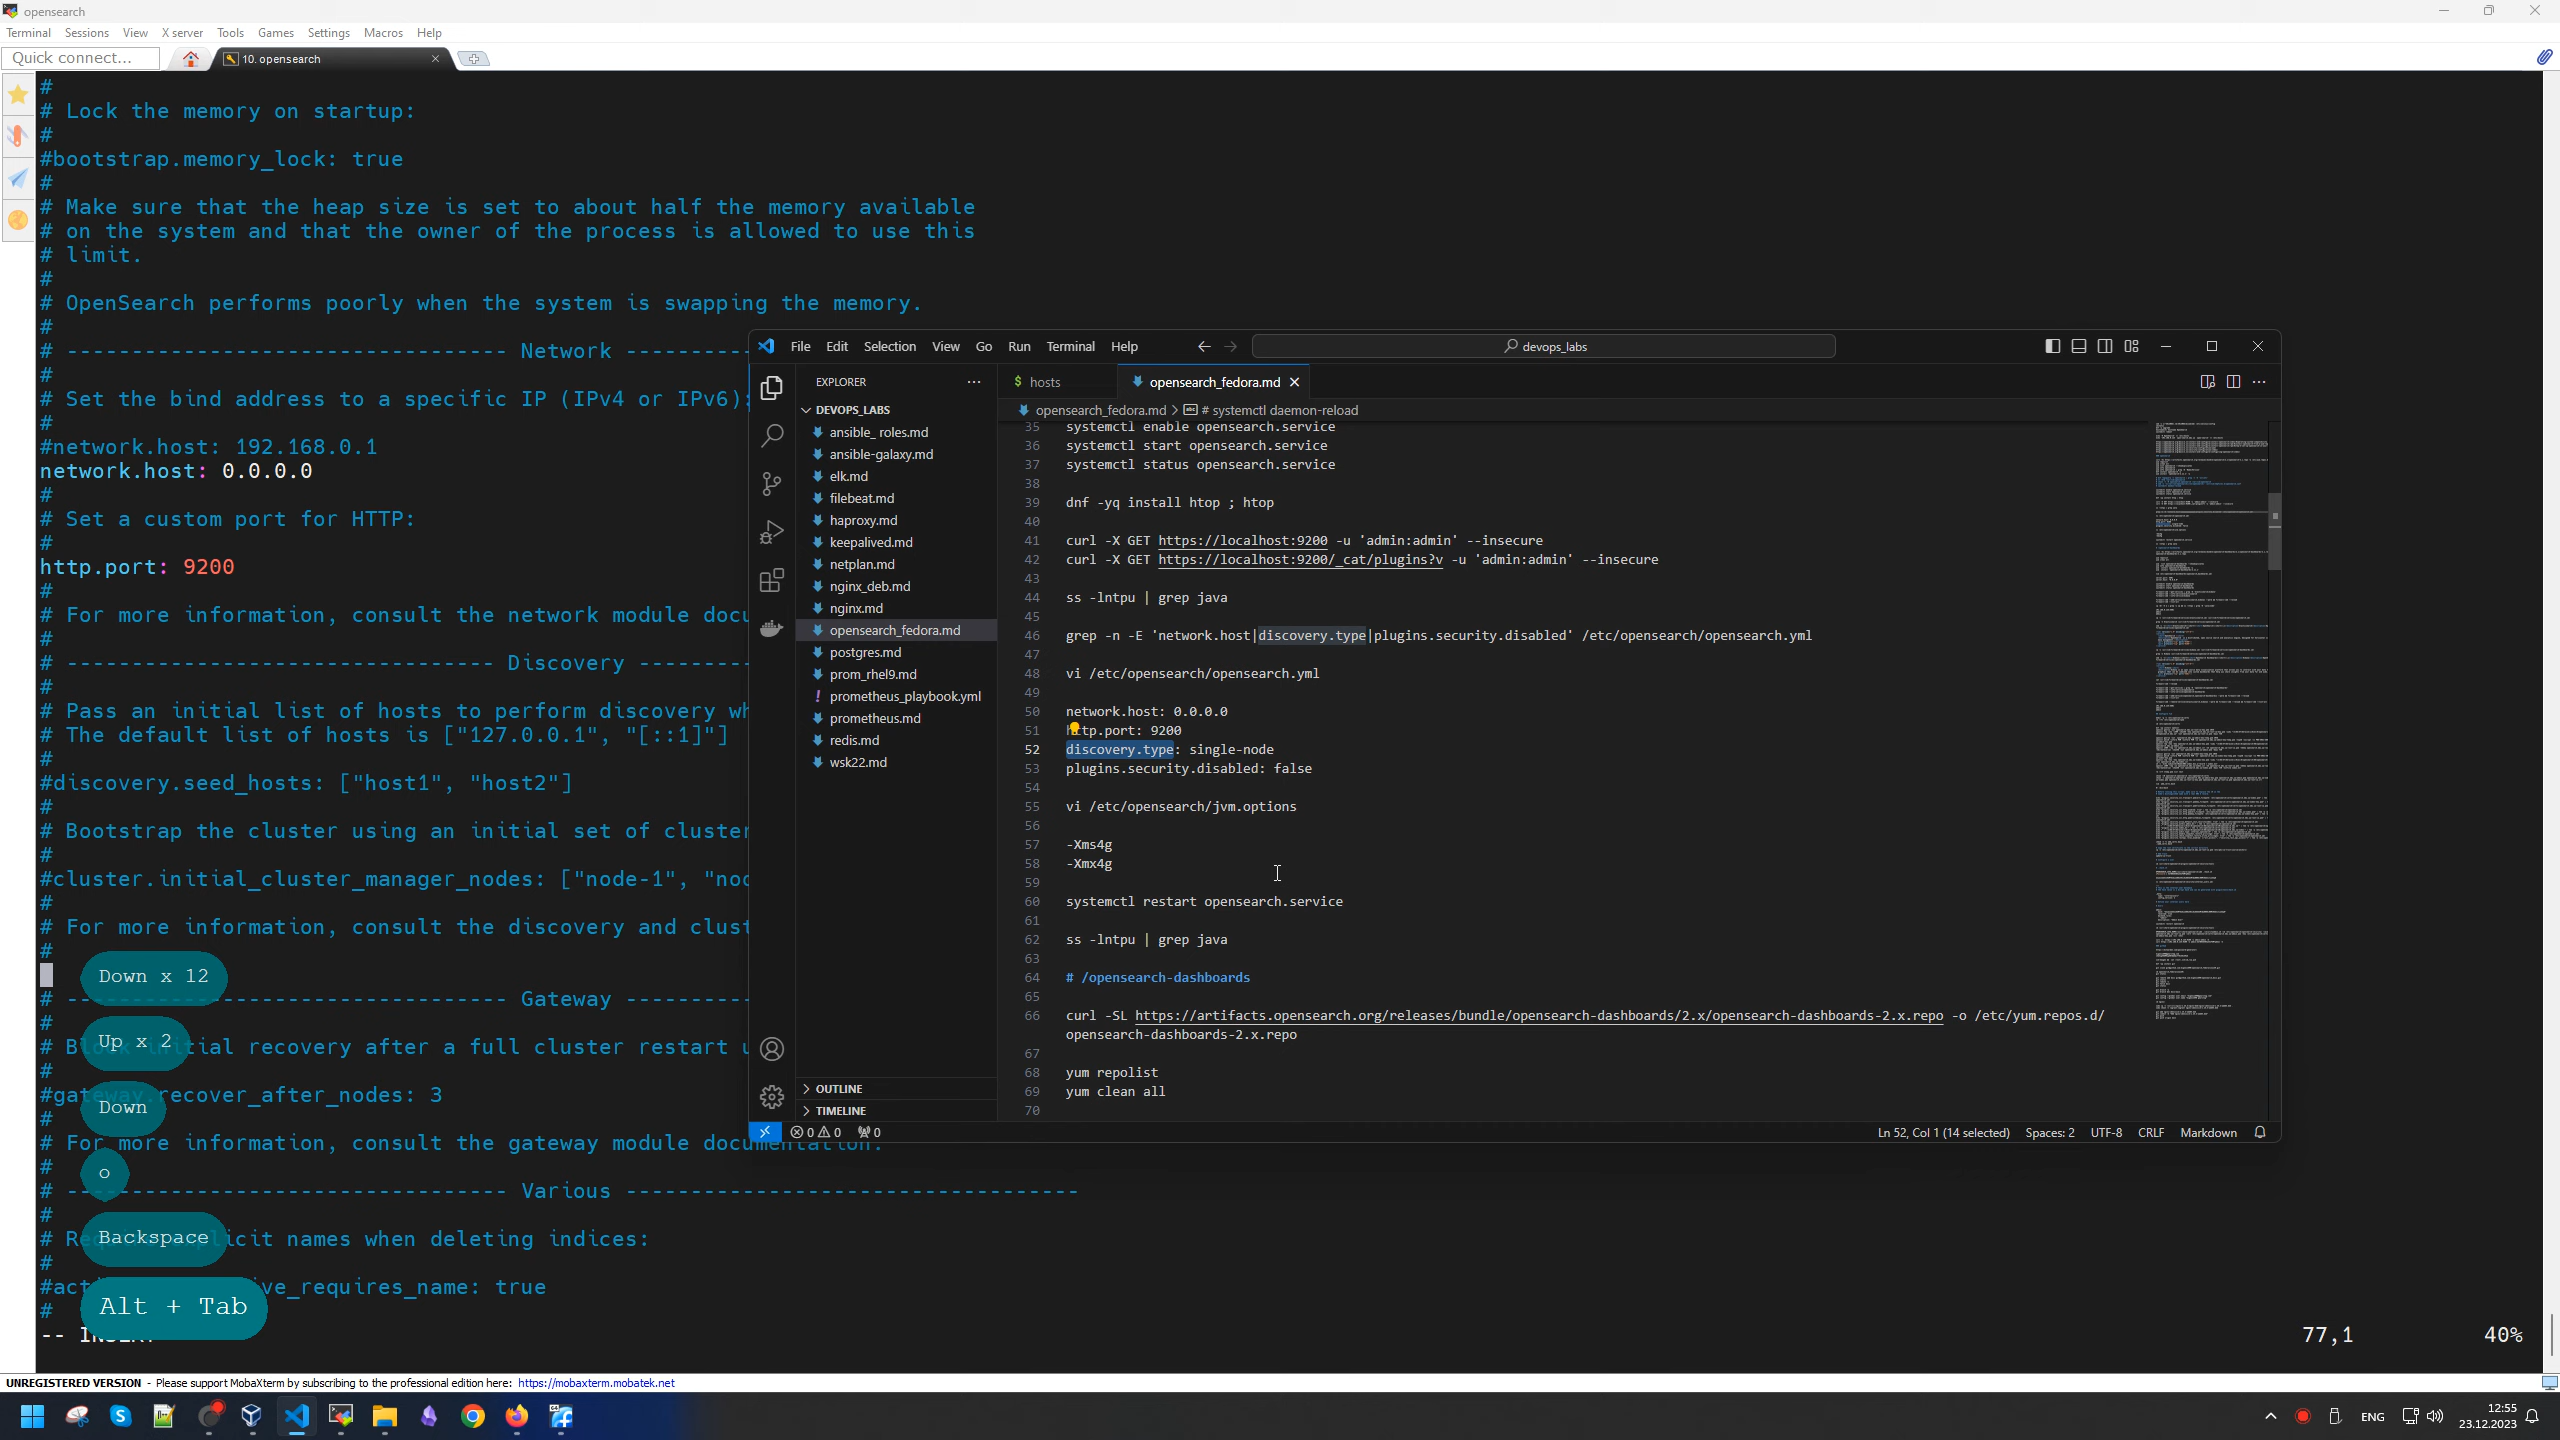 opensearch
Terminal Sessions View X server Tools Games Settings Macros Help
Quick connect...
10. opensearch
#
# Lock the memory on startup:
#
#bootstrap.memory_lock: true
#
# Make sure that the heap size is set to about half the memory available
# on the system and that the owner of the process is allowed to use this
# limit.
#
# OpenSearch performs poorly when the system is swapping the memory.
#
# ---------------------------------- Network ----------
#
# Set the bind address to a specific IP (IPv4 or IPv6):
#
#network.host: 192.168.0.1
network.host: 0.0.0.0
#
# Set a custom port for HTTP:
#
http.port: 9200
#
# For more information, consult the network module docu
#
# --------------------------------- Discovery ----------
#
# Pass an initial list of hosts to perform discovery wh
# The default list of hosts is ["127.0.0.1", "[::1]"]
#
#discovery.seed_hosts: ["host1", "host2"]
#
# Bootstrap the cluster using an initial set of cluster
#
#cluster.initial_cluster_manager_nodes: ["node-1", "nod
#
# For more information, consult the discovery and clust
#
# ---------------------------------- Gateway ----------
#
# initial recovery after a full cluster restart
#
recover_after_nodes: 3
#
# For more information, consult the gateway module documentation.
#
# ---------------------------------- Various -----------------------------------
#
licit names when deleting indices:
#
ve_requires_name: true
#
77,1 40%
Down x 12
Up x 2
Down
o
Backspace
Alt + Tab
File Edit Selection View Go Run Terminal Help
devops_labs
EXPLORER
DEVOPS_LABS
ansible_ roles.md
ansible-galaxy.md
elk.md
filebeat.md
haproxy.md
keepalived.md
netplan.md
nginx_deb.md
nginx.md
opensearch_fedora.md
postgres.md
prom_rhel9.md
! prometheus_playbook.yml
prometheus.md
redis.md
wsk22.md
OUTLINE
TIMELINE
$ hosts
opensearch_fedora.md
opensearch_fedora.md > # systemctl daemon-reload
35 systemctl enable opensearch.service
36 systemctl start opensearch.service
37 systemctl status opensearch.service
38
39 dnf -yq install htop ; htop
40
41 curl -X GET https://localhost:9200 -u 'admin:admin' --insecure
42 curl -X GET https://localhost:9200/_cat/plugins?v -u 'admin:admin' --insecure
43
44 ss -lntpu | grep java
45
46 grep -n -E 'network.host|discovery.type|plugins.security.disabled' /etc/opensearch/opensearch.yml
47
48 vi /etc/opensearch/opensearch.yml
49
50 network.host: 0.0.0.0
51 http.port: 9200
52 discovery.type: single-node
53 plugins.security.disabled: false
54
55 vi /etc/opensearch/jvm.options
56
57 -Xms4g
58 -Xmx4g
59
60 systemctl restart opensearch.service
61
62 ss -lntpu | grep java
63
64 # /opensearch-dashboards
65
66 curl -SL https://artifacts.opensearch.org/releases/bundle/opensearch-dashboards/2.x/opensearch-dashboards-2.x.repo -o /etc/yum.repos.d/
opensearch-dashboards-2.x.repo
67
68 yum repolist
69 yum clean all
70
0 0 0
Ln 52, Col 1 (14 selected) Spaces: 2 UTF-8 CRLF Markdown
UNREGISTERED VERSION - Please support MobaXterm by subscribing to the professional edition here: https://mobaxterm.mobatek.net
ENG
12:55
23.12.2023